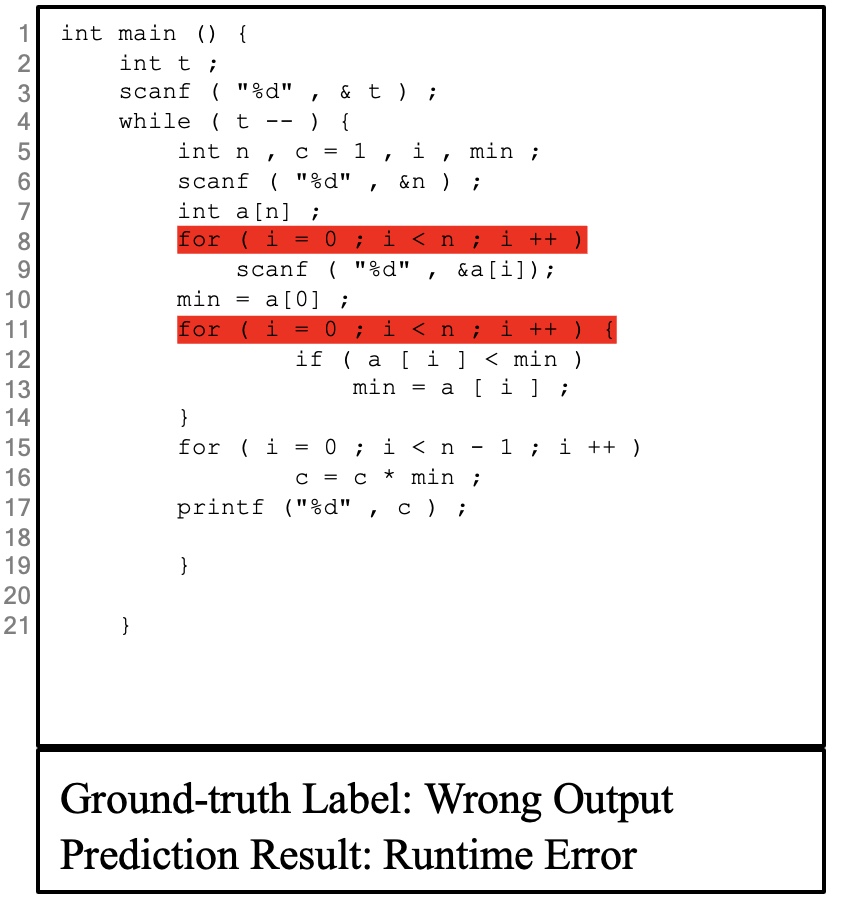 1 int main () {
2 int t ;
3 scanf ( "%d" , & t ) ;
4 while ( t -- ) {
5 int n , c = 1 , i , min ;
6 scanf ( "%d" , &n ) ;
7 int a[n] ;
8 for ( i = 0 ; i < n ; i ++ )
9 scanf ( "%d" , &a[i]);
10 min = a[0] ;
11 for ( i = 0 ; i < n ; i ++ ) {
12 if ( a [ i ] < min )
13 min = a [ i ] ;
14 }
15 for ( i = 0 ; i < n - 1 ; i ++ )
16 c = c * min ;
17 printf ("%d" , c ) ;
18
19 }
20
21 }
Ground-truth Label: Wrong Output
Prediction Result: Runtime Error